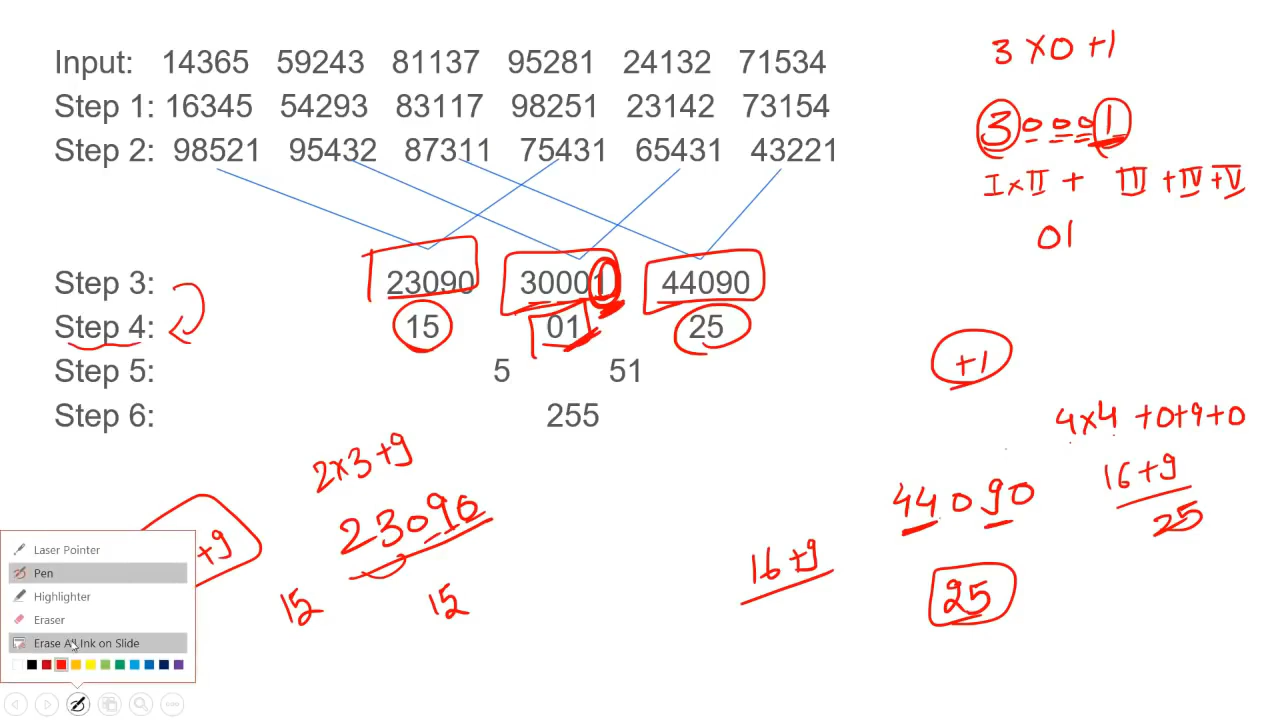 Input: 14365 59243 81137 95281 24132 71534
Step 1: 16345 54293 83117 98251 23142 73154
Step 2: 98521 95432 87311 75431 65431 43221
Step 3: 23090 30001 44090
Step 4: 15 01 25
Step 5: 5 51
Step 6: 255
3 x 0 + 1
30001
I x II + III + IV + V
01
+1
4x4 + 0+9+0
16+9
25
44090
16+9
25
2x3+9
23090
15 15
+9
Laser Pointer
Pen
Highlighter
Eraser
Erase All Ink on Slide